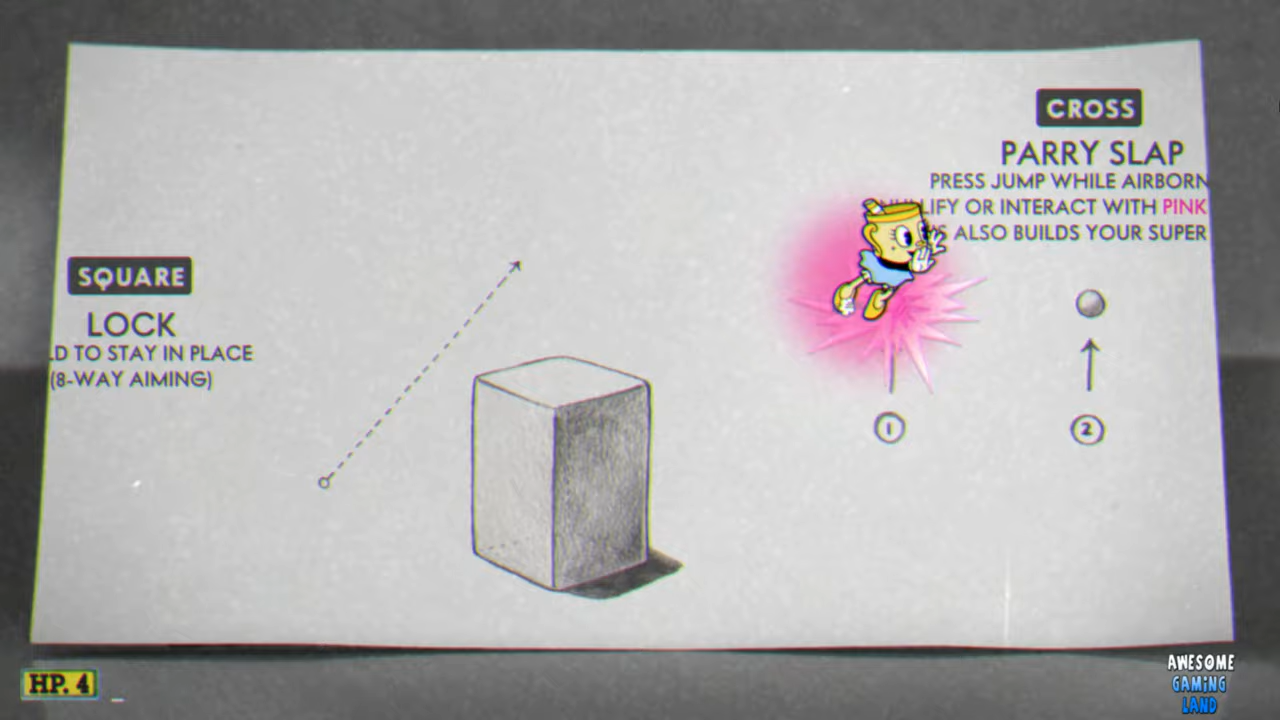 SQUARE
LOCK
LD TO STAY IN PLACE
(8-WAY AIMING)
CROSS
PARRY SLAP
PRESS JUMP WHILE AIRBORN
LIFY OR INTERACT WITH PINK
ALSO BUILDS YOUR SUPER
1
2
HP. 4
AWESOME
GAMING
LAND